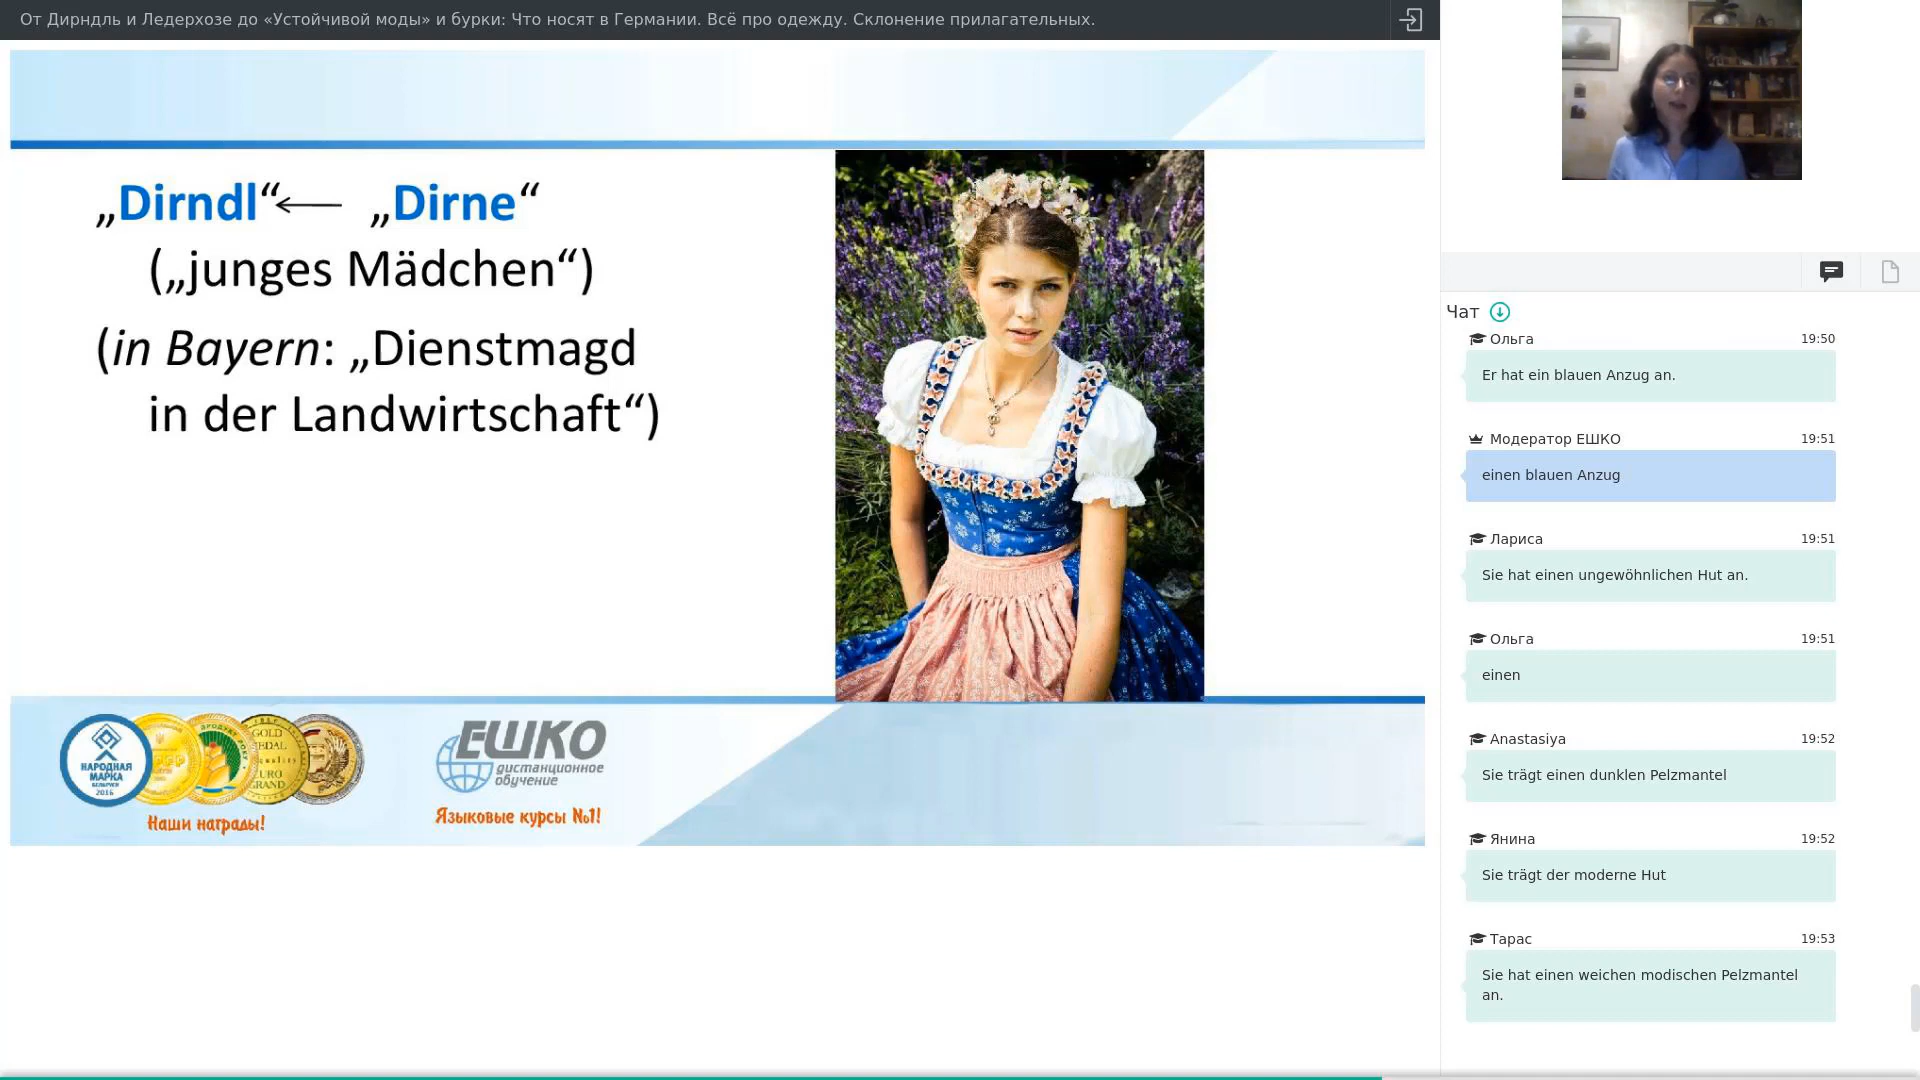 От Дирндль и Ледерхозе до «Устойчивой моды» и бурки: Что носят в Германии. Всё про одежду. Склонение прилагательных.
„Dirndl“ ← „Dirne“
(„junges Mädchen“)
(in Bayern: „Dienstmagd
in der Landwirtschaft“)
НАРОДНАЯ
МАРКА
БЕЛАРУСИ
2016
GOLD
MEDAL
EURO
GRAND
Наши награды!
ЕШКО
дистанционное
обучение
Языковые курсы №1!
Чат
Ольга 19:50
Er hat ein blauen Anzug an.
Модератор ЕШКО 19:51
einen blauen Anzug
Лариса 19:51
Sie hat einen ungewöhnlichen Hut an.
Ольга 19:51
einen
Anastasiya 19:52
Sie trägt einen dunklen Pelzmantel
Янина 19:52
Sie trägt der moderne Hut
Тарас 19:53
Sie hat einen weichen modischen Pelzmantel
an.